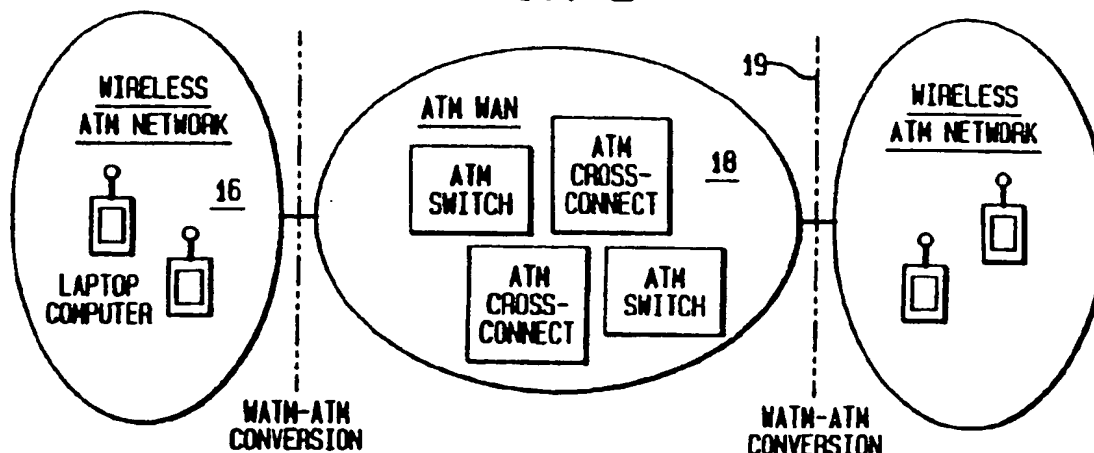 WIRELESS
ATM NETWORK
16
LAPTOP
COMPUTER
WATM-ATM
CONVERSION
ATM WAN
ATM
SWITCH
ATM
CROSS-
CONNECT
18
ATM
CROSS-
CONNECT
ATM
SWITCH
19
WIRELESS
ATM NETWORK
WATM-ATM
CONVERSION